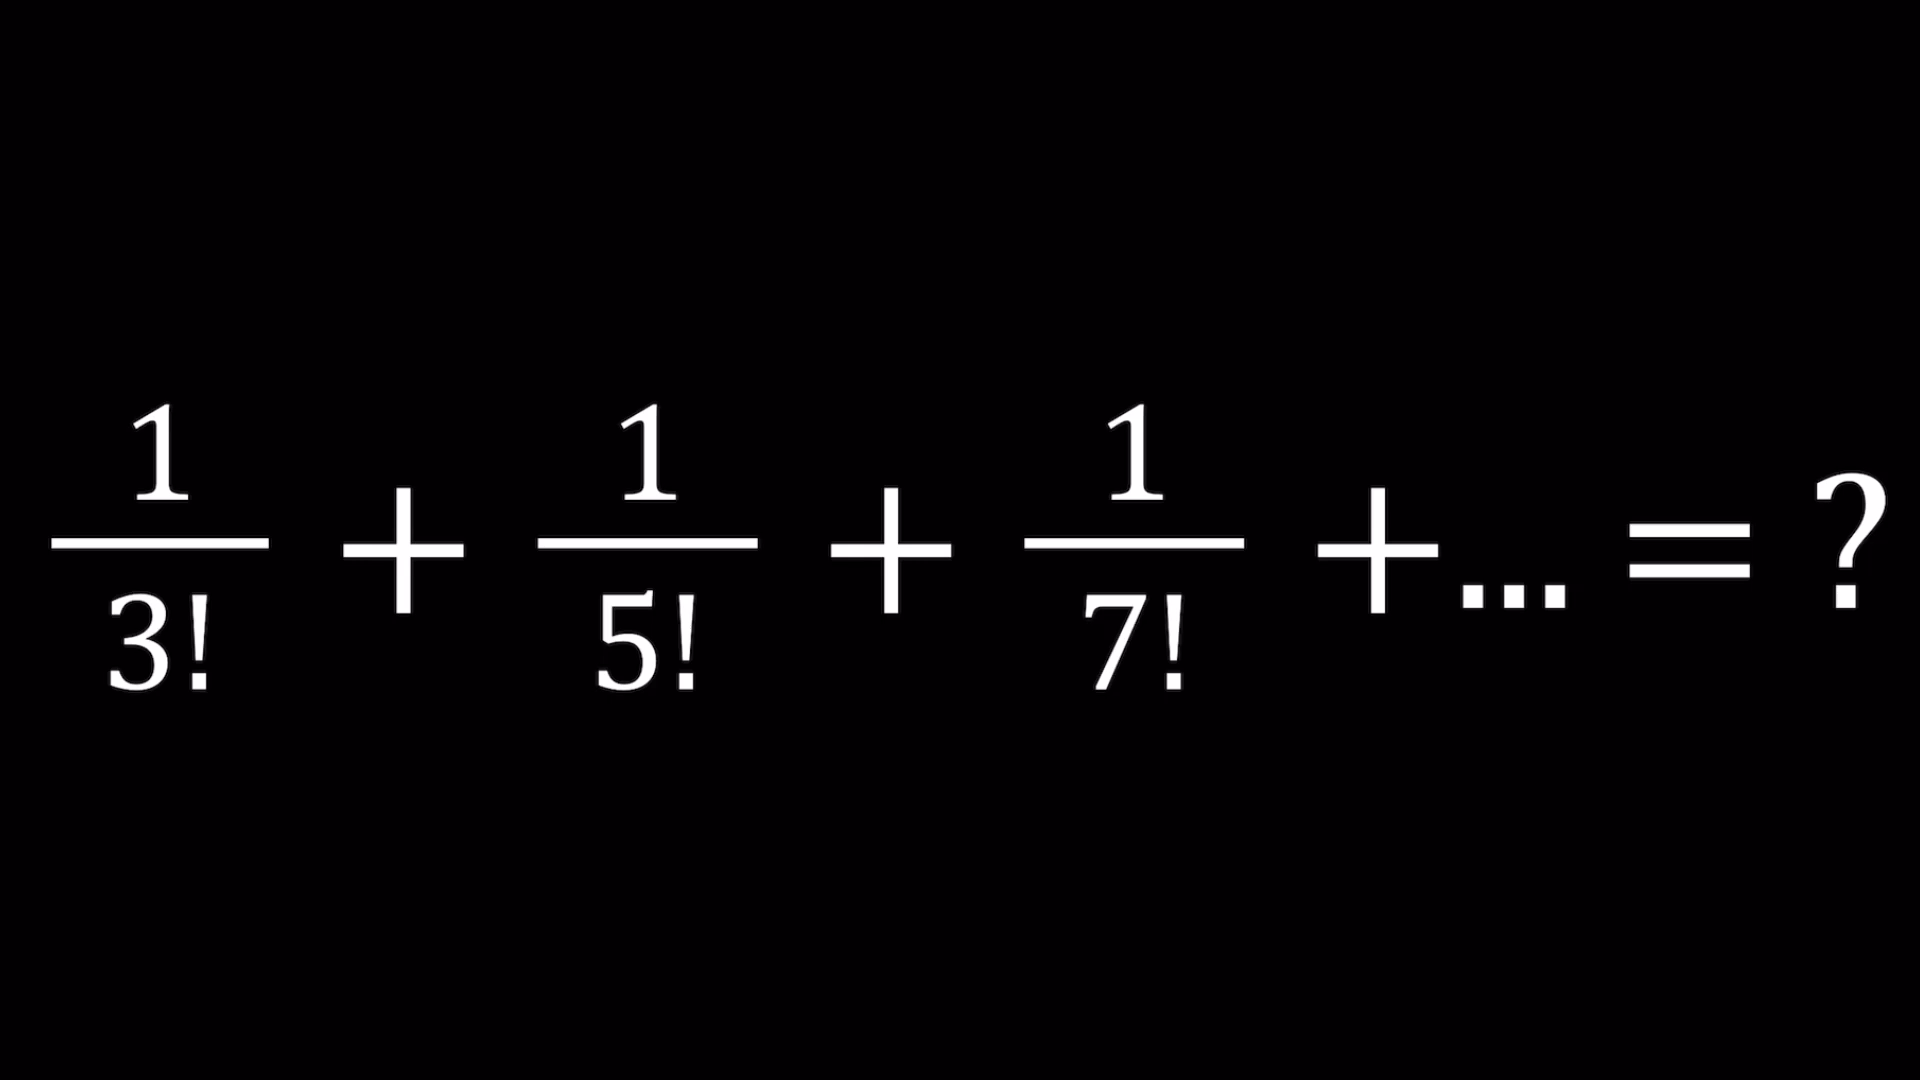 1/3! + 1/5! + 1/7! + ... = ?